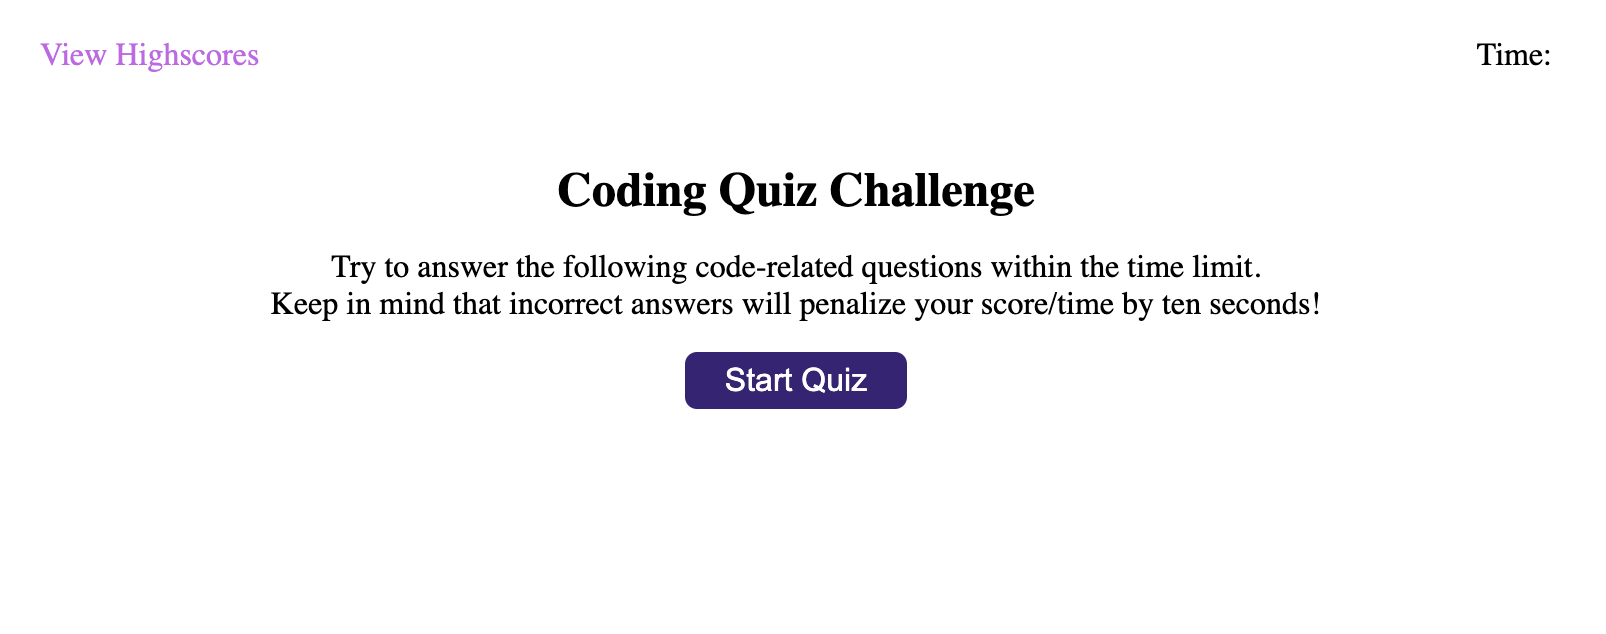 View Highscores
Time:
Coding Quiz Challenge
Try to answer the following code-related questions within the time limit.
Keep in mind that incorrect answers will penalize your score/time by ten seconds!
Start Quiz